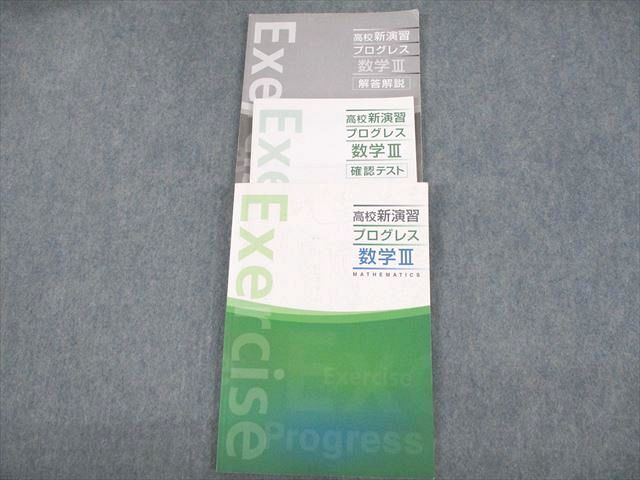 Exe
高校新演習
プログレス
数学Ⅲ
解答解説
Exe
高校新演習
プログレス
数学Ⅲ
確認テスト
Exercise
高校新演習
プログレス
数学Ⅲ
MATHEMATICS
Exercise
Progress